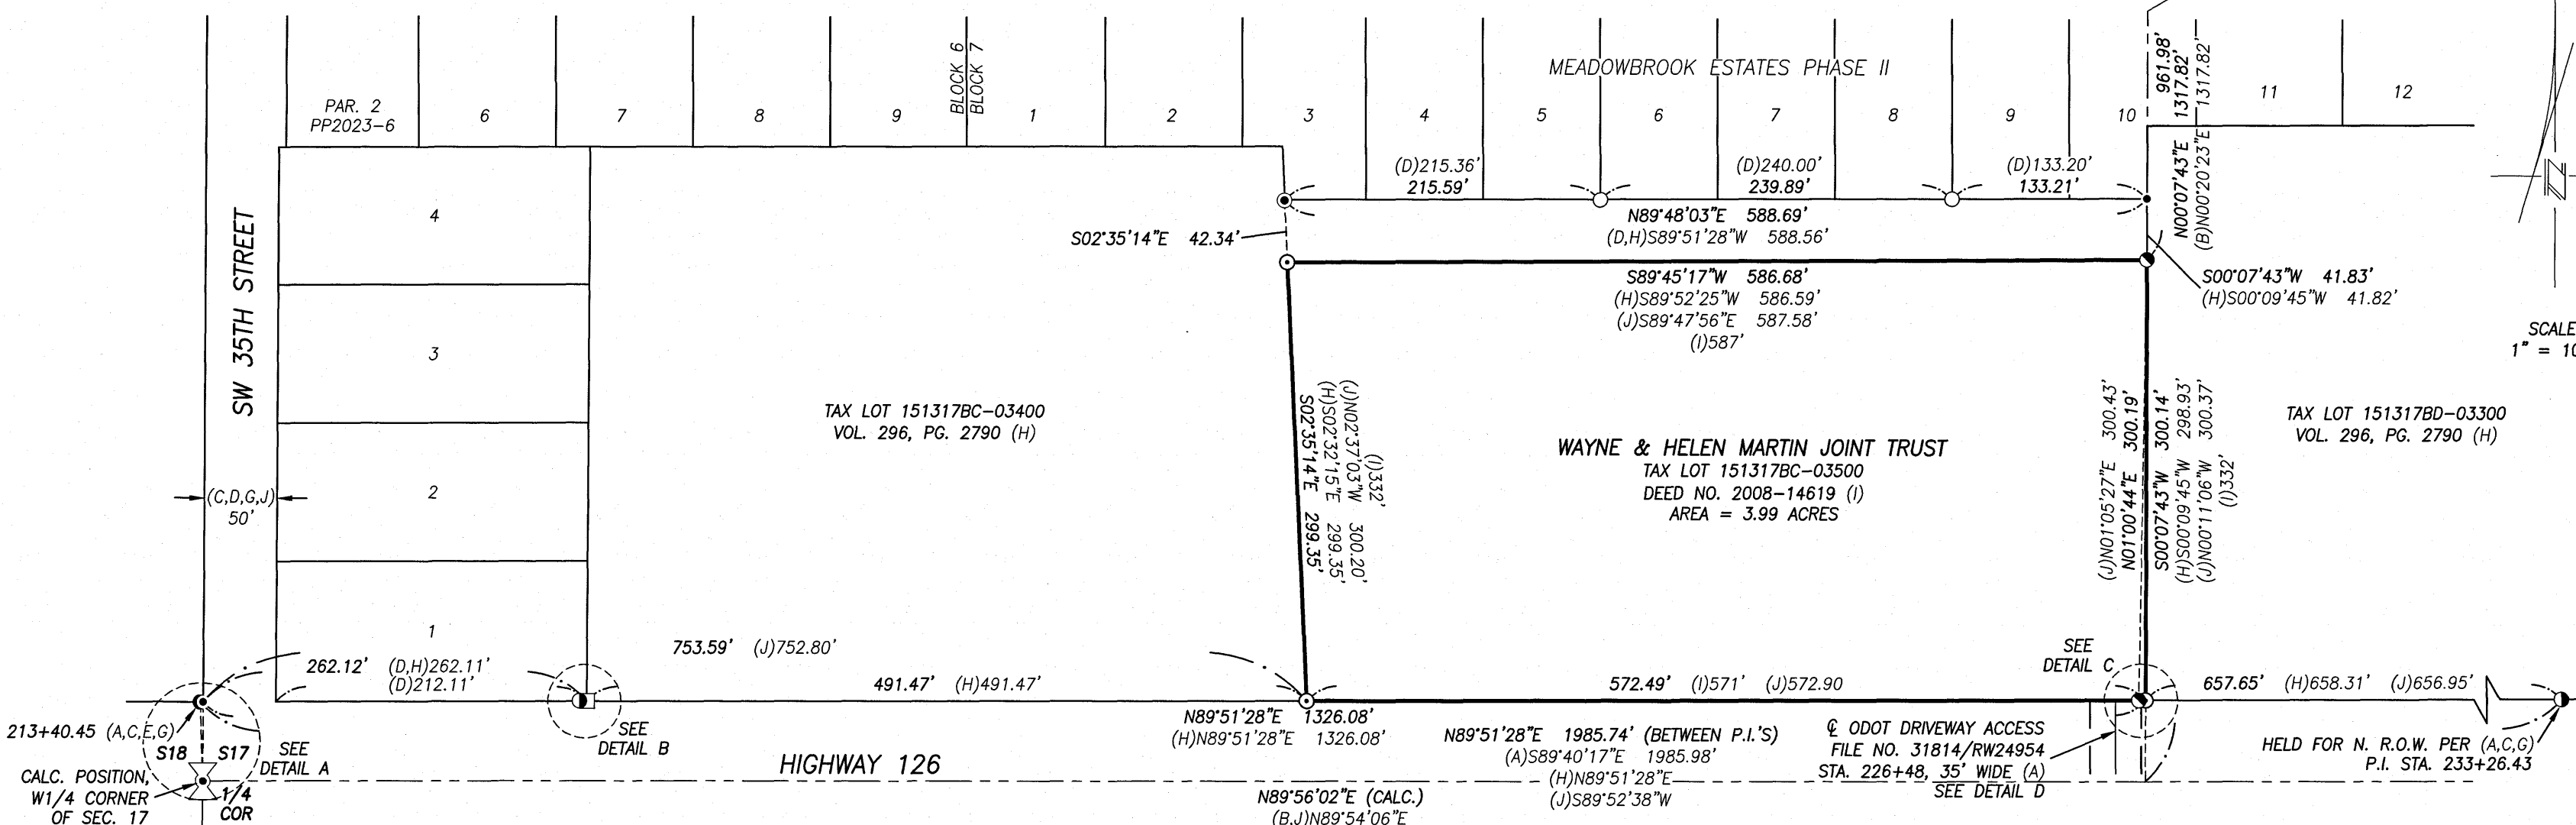 BLOCK 6
BLOCK 7
MEADOWBROOK ESTATES PHASE II
PAR. 2
PP2023-6
6
7
8
9
1
2
3
4
5
6
7
8
9
10
11
12
961.98'
N00°07'43"E 1317.82'
(B)N00°20'23"E 1317.82'
(D)215.36'
215.59'
(D)240.00'
239.89'
(D)133.20'
133.21'
N89°48'03"E 588.69'
(D,H)S89°51'28"W 588.56'
S02°35'14"E 42.34'
S89°45'17"W 586.68'
(H)S89°52'25"W 586.59'
(J)S89°47'56"E 587.58'
(I)587'
S00°07'43"W 41.83'
(H)S00°09'45"W 41.82'
SCALE
1" = 10
SW 35TH STREET
4
3
2
1
(C,D,G,J)
50'
TAX LOT 151317BC-03400
VOL. 296, PG. 2790 (H)
(I)332'
(J)N02°37'03"W 300.20'
(H)S02°32'15"E 299.35'
S02°35'14"E 299.35'
WAYNE & HELEN MARTIN JOINT TRUST
TAX LOT 151317BC-03500
DEED NO. 2008-14619 (I)
AREA = 3.99 ACRES
(J)N01°05'27"E 300.43'
N01°00'44"E 300.19'
S00°07'43"W 300.14'
(H)S00°09'45"W 298.93'
(J)N00°11'06"W 300.37'
(I)332'
TAX LOT 151317BD-03300
VOL. 296, PG. 2790 (H)
753.59' (J)752.80'
262.12' (D,H)262.11'
(D)212.11'
491.47' (H)491.47'
572.49' (I)571' (J)572.90
SEE
DETAIL C
657.65' (H)658.31' (J)656.95'
213+40.45 (A,C,E,G)
S18 S17
SEE
DETAIL A
SEE
DETAIL B
CALC. POSITION,
W1/4 CORNER
OF SEC. 17
1/4
COR
HIGHWAY 126
N89°51'28"E 1326.08'
(H)N89°51'28"E 1326.08'
N89°51'28"E 1985.74' (BETWEEN P.I.'S)
(A)S89°40'17"E 1985.98'
(H)N89°51'28"E
(J)S89°52'38"W
N89°56'02"E (CALC.)
(B,J)N89°54'06"E
℄ ODOT DRIVEWAY ACCESS
FILE NO. 31814/RW24954
STA. 226+48, 35' WIDE (A)
SEE DETAIL D
HELD FOR N. R.O.W. PER (A,C,G)
P.I. STA. 233+26.43